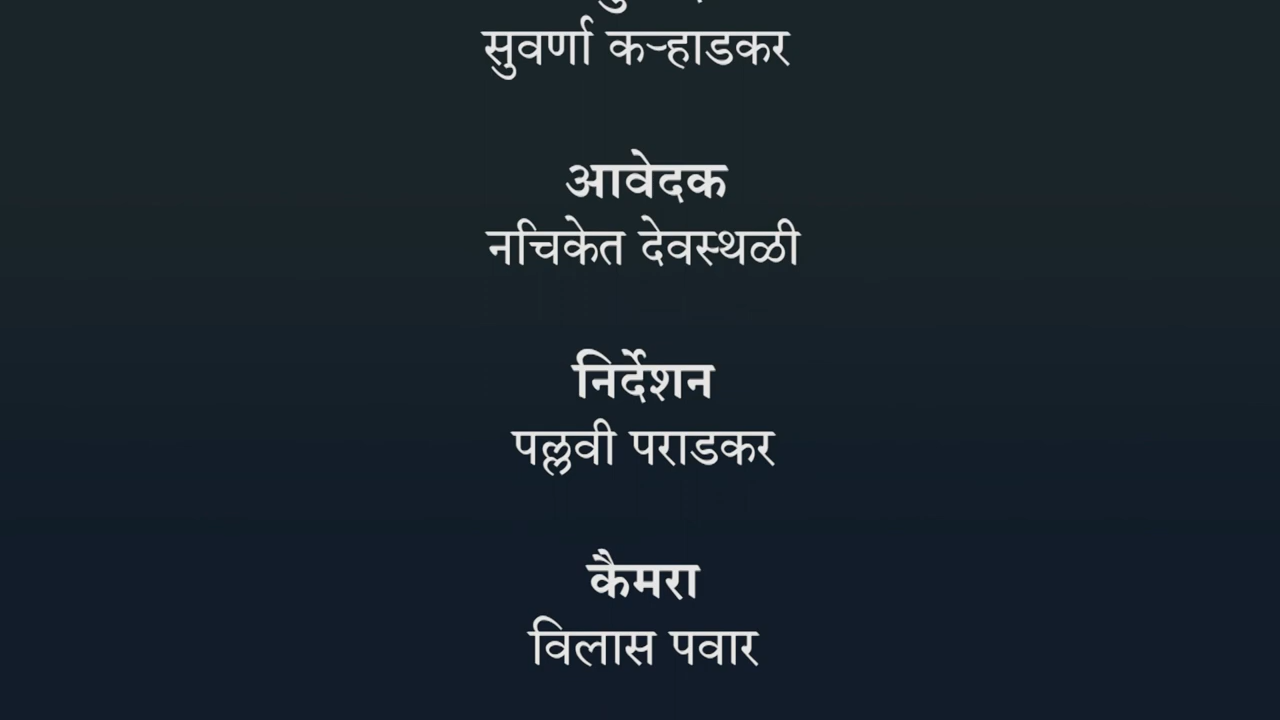 सुवर्णा कऱ्हाडकर
आवेदक
नचिकेत देवस्थळी
निर्देशन
पल्लवी पराडकर
कैमरा
विलास पवार